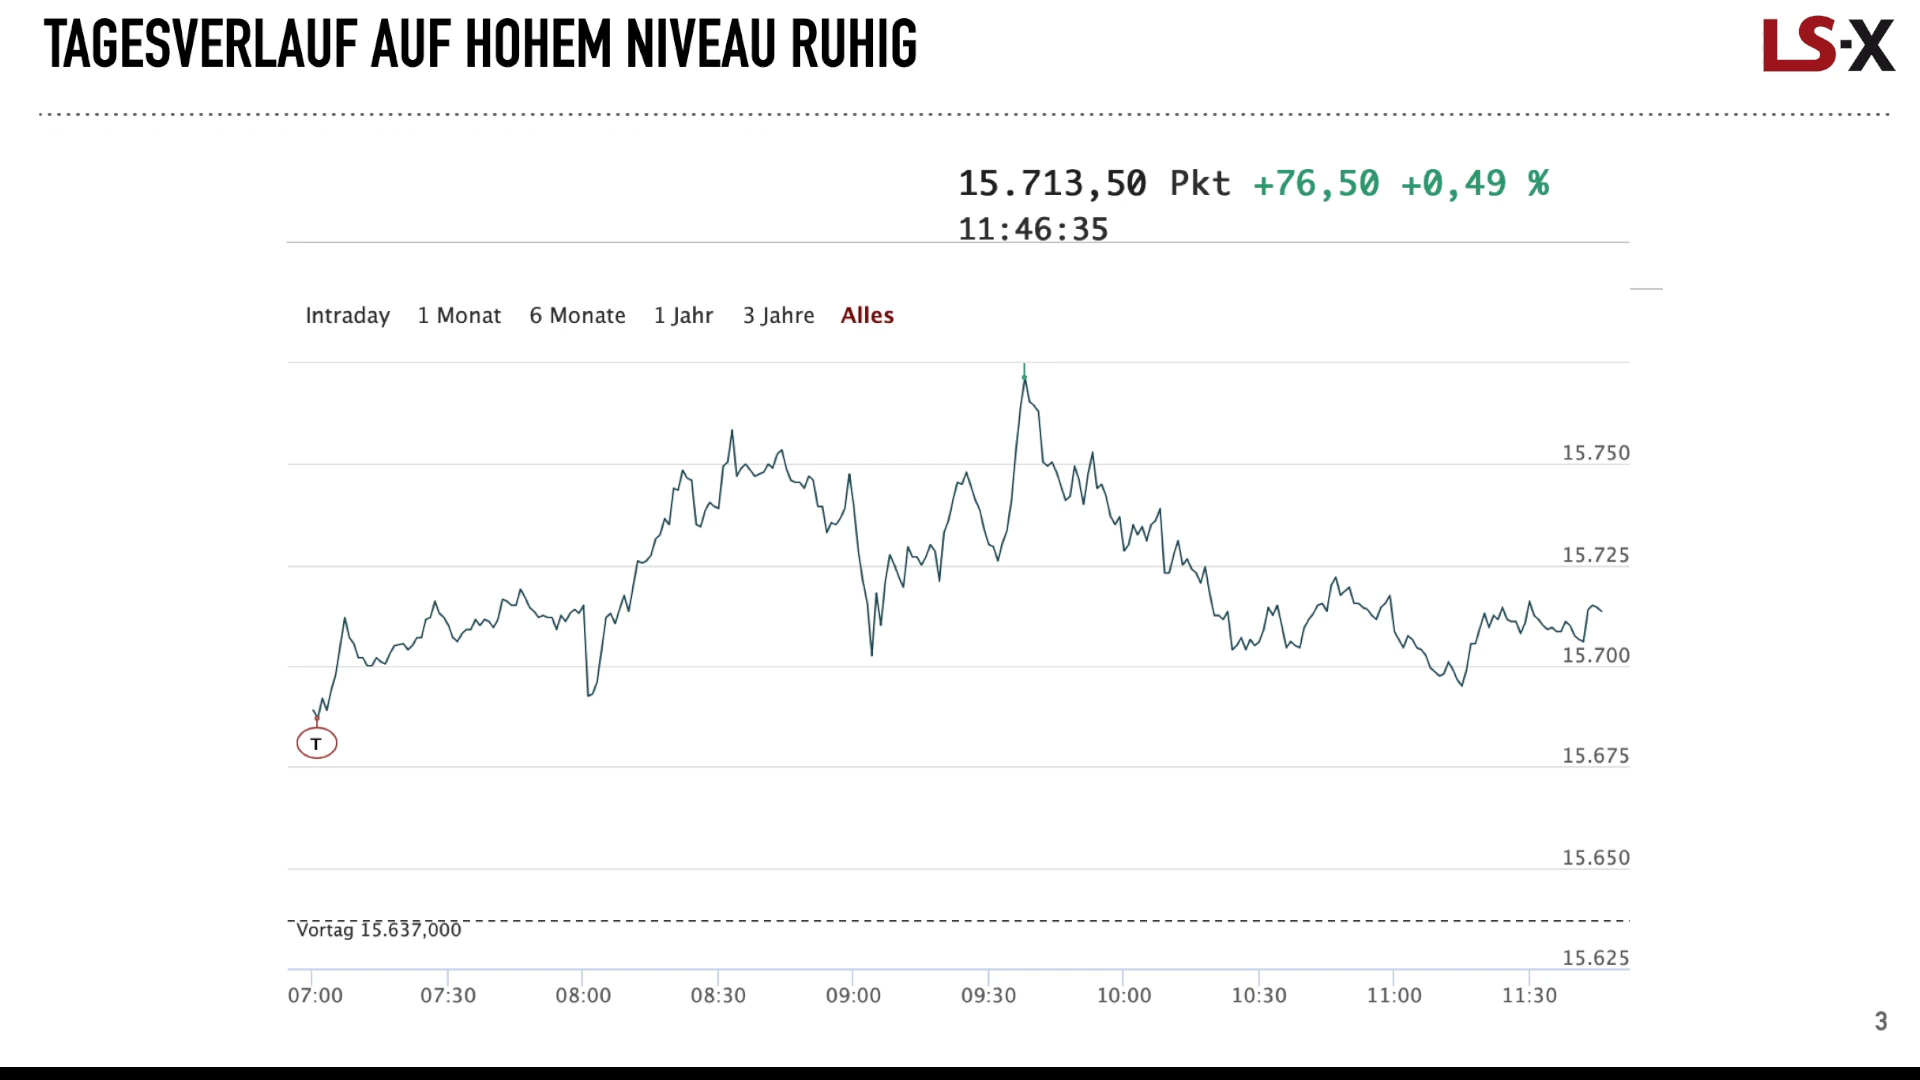 TAGESVERLAUF AUF HOHEM NIVEAU RUHIG
LS-X
15.713,50 Pkt +76,50 +0,49 %
11:46:35
Intraday 1 Monat 6 Monate 1 Jahr 3 Jahre Alles
15.750
15.725
15.700
T
15.675
15.650
Vortag 15.637,000
15.625
07:00 07:30 08:00 08:30 09:00 09:30 10:00 10:30 11:00 11:30
3